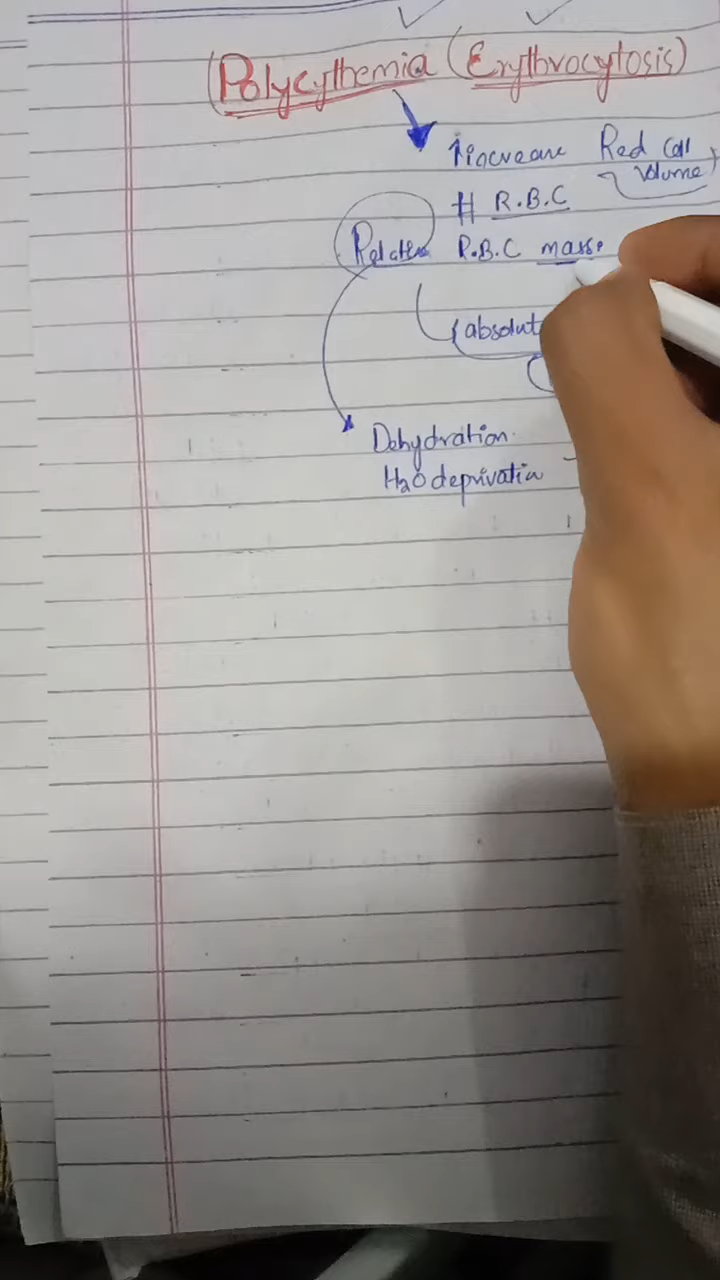 Polycythemia (Erythrocytosis)
↑increase Red Cell
Volume
# R.B.C
Relative R.B.C mass
(absolut
Dehydration
H2O deprivation